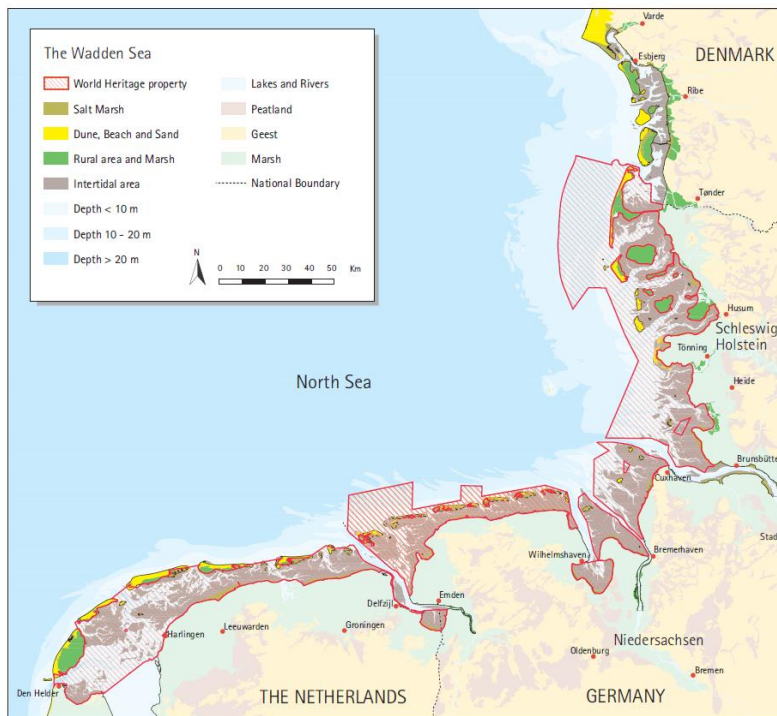 The Wadden Sea
World Heritage property
Salt Marsh
Dune, Beach and Sand
Rural area and Marsh
Intertidal area
Depth < 10 m
Depth 10 - 20 m
Depth > 20 m
Lakes and Rivers
Peatland
Geest
Marsh
National Boundary
N
0 10 20 30 40 50 Km
Varde
Esbjerg
DENMARK
Ribe
Tønder
Husum
Schleswig
Holstein
Tönning
Heide
North Sea
Brunsbütte
Cuxhaven
Stad
Wilhelmshaven
Bremerhaven
Emden
Delfzijl
Harlingen
Leeuwarden
Groningen
Niedersachsen
Oldenburg
Bremen
Den Helder
THE NETHERLANDS
GERMANY